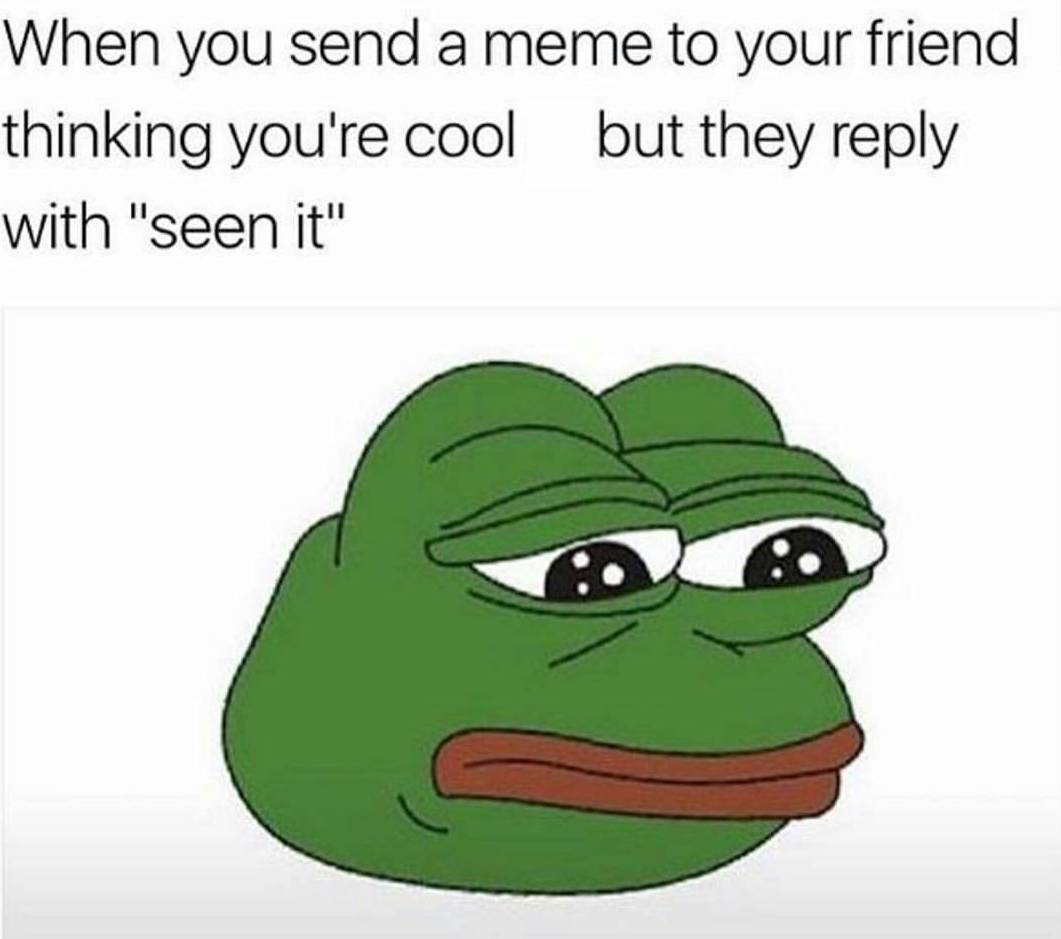 When you send a meme to your friend
thinking you're cool but they reply
with "seen it"